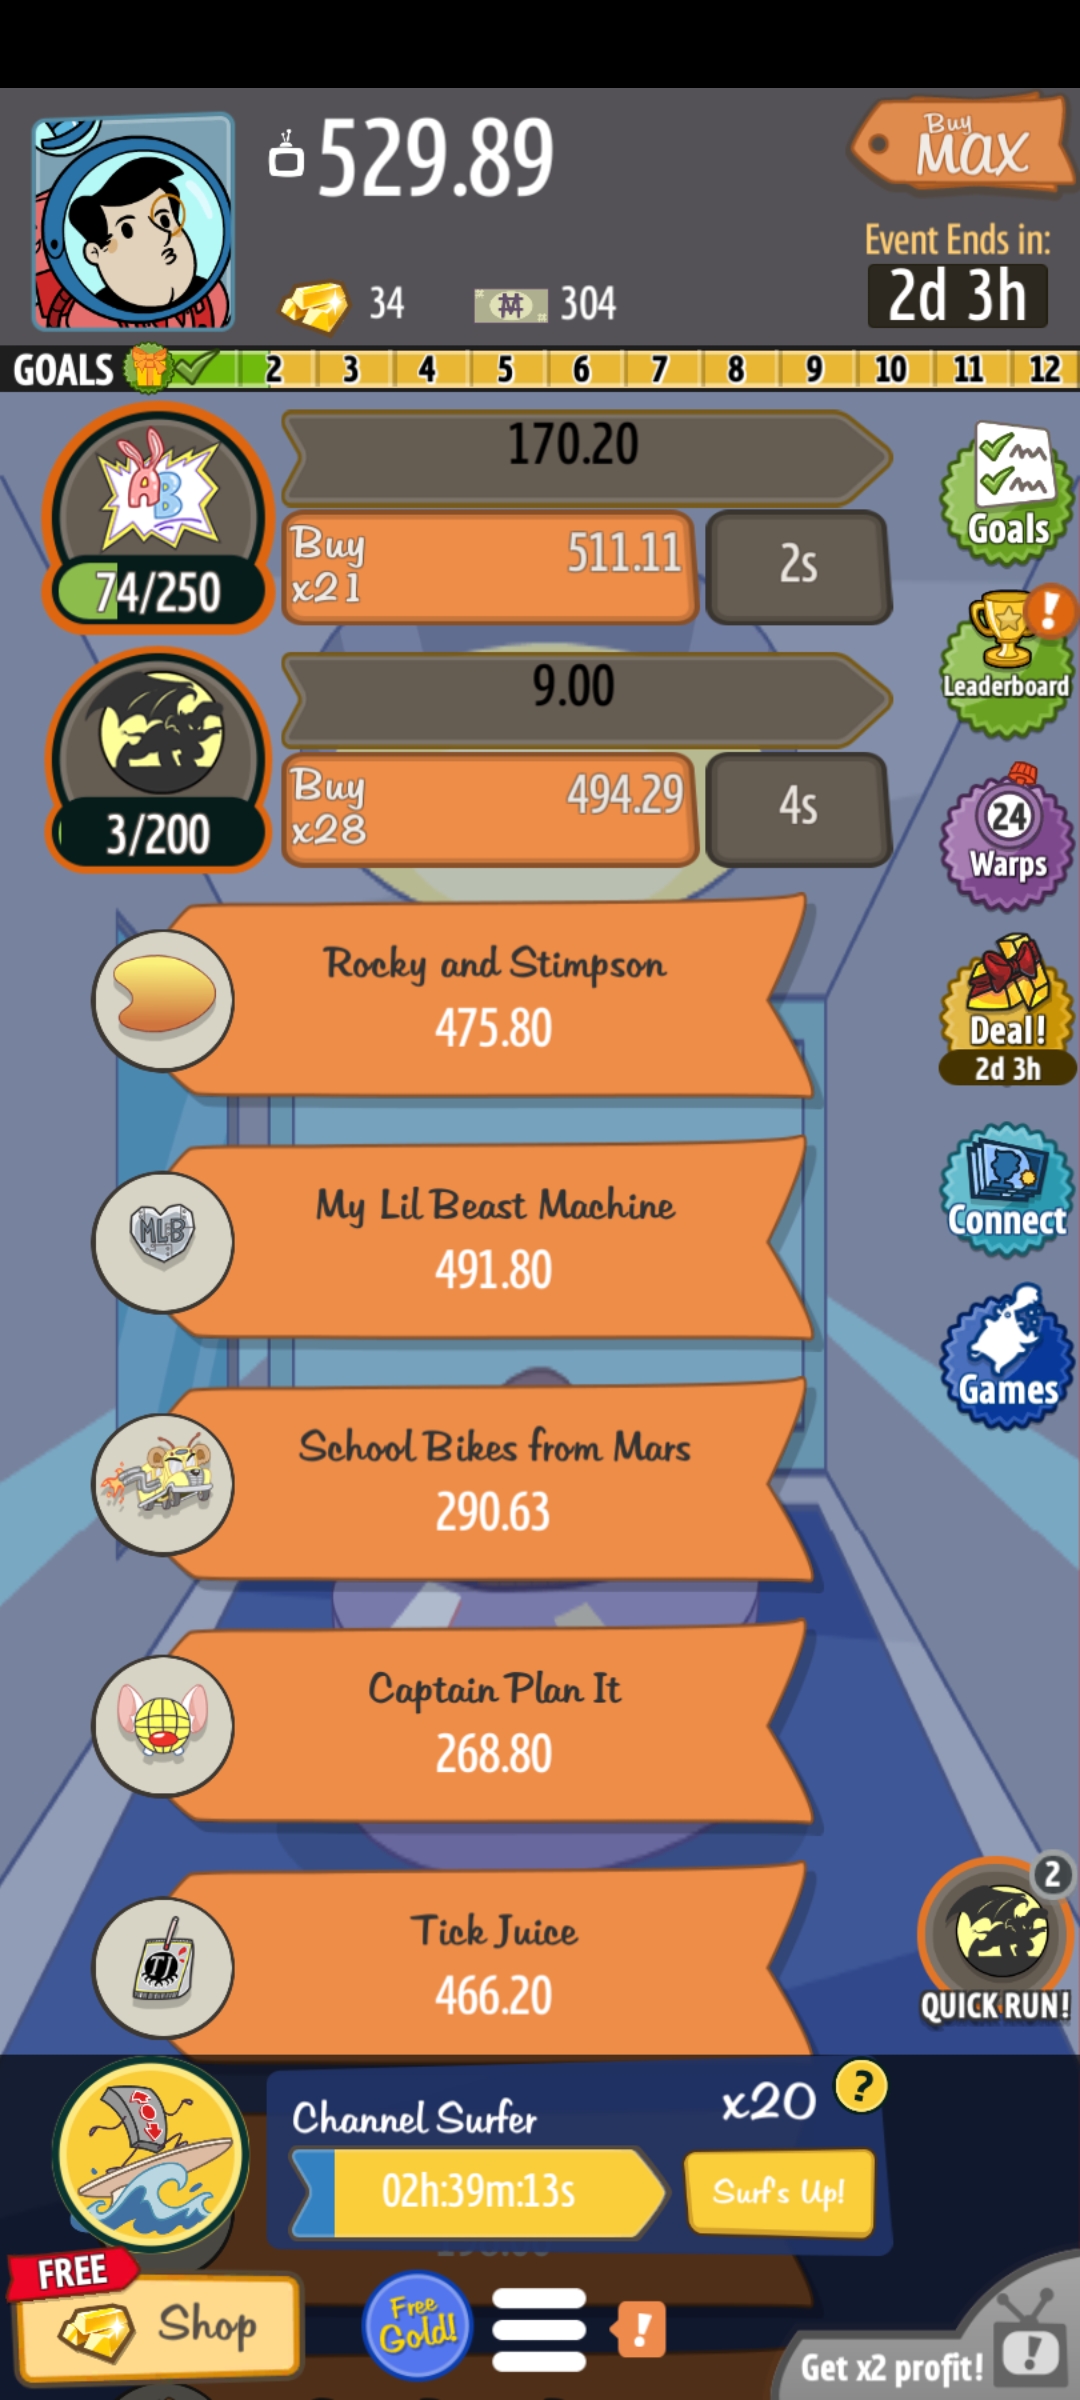 529.89
Buy
MAX
Event Ends in:
2d 3h
34
304
GOALS 2 3 4 5 6 7 8 9 10 11 12
AB
170.20
Buy
x21
511.11
2s
74/250
Goals
9.00
Buy
x28
494.29
4s
3/200
!
Leaderboard
24
Warps
Rocky and Stimpson
475.80
Deal!
2d 3h
MLB
My Lil Beast Machine
491.80
Connect
School Bikes from Mars
290.63
Games
Captain Plan It
268.80
TJ
Tick Juice
466.20
2
QUICK RUN!
Channel Surfer
x20
?
02h:39m:13s
Surf's Up!
FREE
Shop
Free
Gold!
!
Get x2 profit!
!